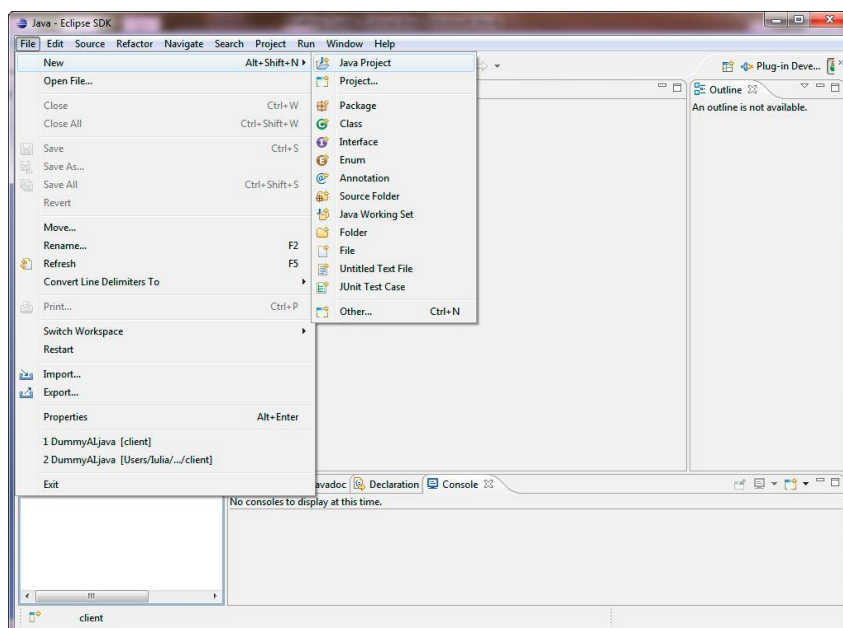 Java - Eclipse SDK
File Edit Source Refactor Navigate Search Project Run Window Help
New Alt+Shift+N
Open File...
Close Ctrl+W
Close All Ctrl+Shift+W
Save Ctrl+S
Save As...
Save All Ctrl+Shift+S
Revert
Move...
Rename... F2
Refresh F5
Convert Line Delimiters To
Print... Ctrl+P
Switch Workspace
Restart
Import...
Export...
Properties Alt+Enter
1 DummyAI.java [client]
2 DummyAI.java [Users/Iulia/.../client]
Exit
Java Project
Project...
Package
Class
Interface
Enum
Annotation
Source Folder
Java Working Set
Folder
File
Untitled Text File
JUnit Test Case
Other... Ctrl+N
Plug-in Deve...
Outline
An outline is not available.
avadoc Declaration Console
No consoles to display at this time.
client